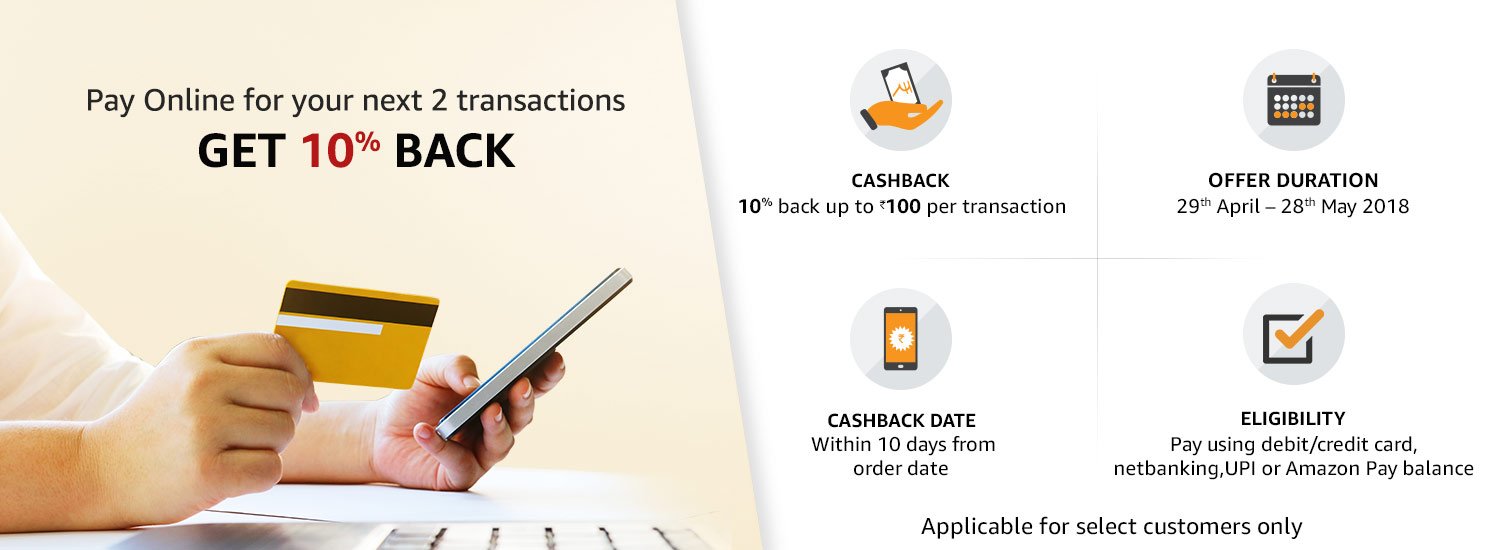 Pay Online for your next 2 transactions
GET 10% BACK
CASHBACK
10% back up to ₹100 per transaction
OFFER DURATION
29th April – 28th May 2018
CASHBACK DATE
Within 10 days from
order date
ELIGIBILITY
Pay using debit/credit card,
netbanking,UPI or Amazon Pay balance
Applicable for select customers only